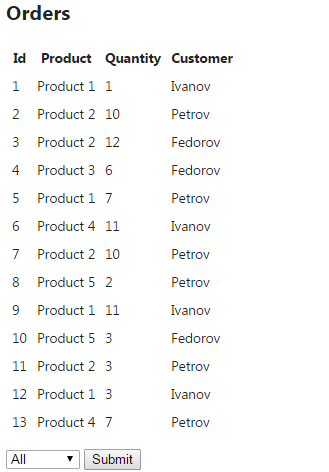 Orders
Id Product Quantity Customer
1 Product 1 1 Ivanov
2 Product 2 10 Petrov
3 Product 2 12 Fedorov
4 Product 3 6 Fedorov
5 Product 1 7 Petrov
6 Product 4 11 Ivanov
7 Product 2 10 Petrov
8 Product 5 2 Petrov
9 Product 1 11 Ivanov
10 Product 5 3 Fedorov
11 Product 2 3 Petrov
12 Product 1 3 Ivanov
13 Product 4 7 Petrov
All Submit